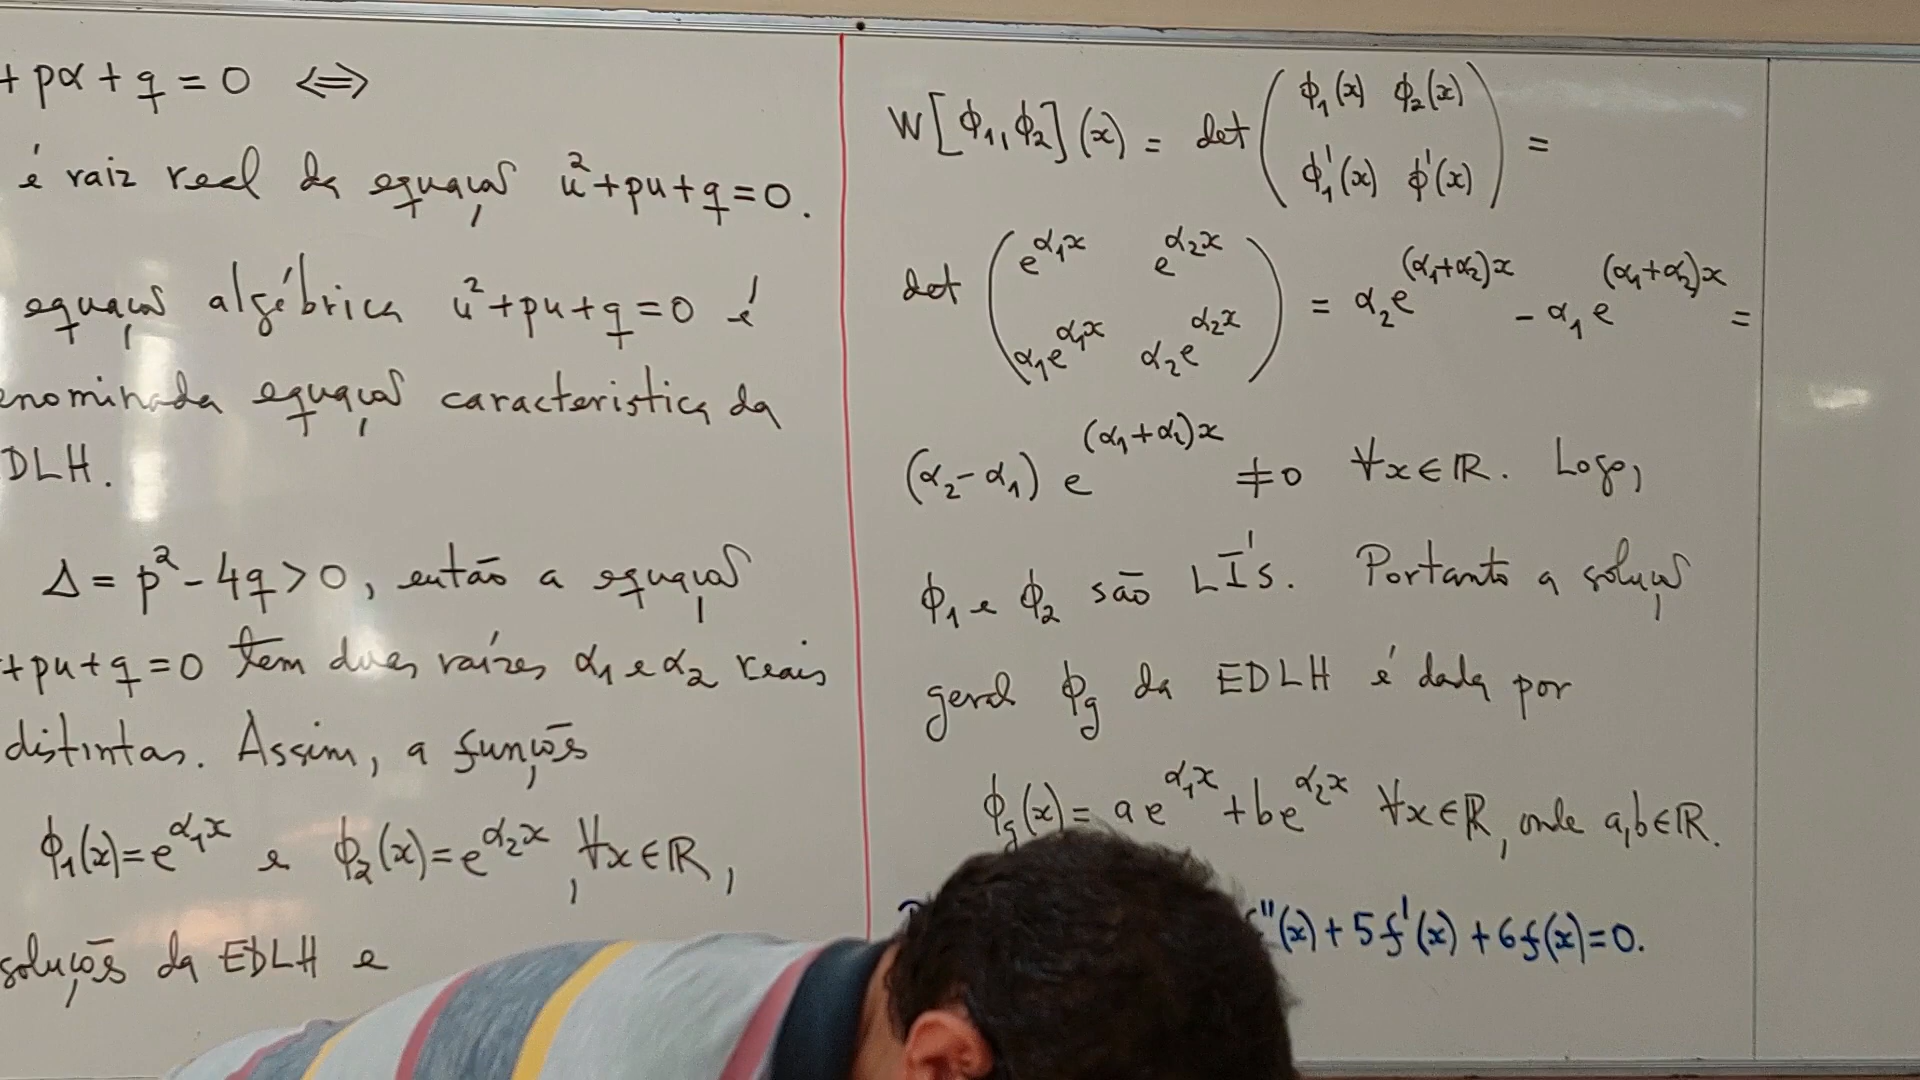 + pα + q = 0 ⟺
é raiz real da equação u²+pu+q=0.
equação algébrica u²+pu+q=0 é
enominada equação caracteristica da
DLH.
Δ = p² - 4q > 0, então a equação
+pu+q=0 tem duas raízes α₁ e α₂ reais
distintas. Assim, a funções
ϕ₁(x)=e^{α₁x} e ϕ₂(x)=e^{α₂x}, ∀x∈ℝ,
soluções da EDLH e
W[ϕ₁,ϕ₂](x) = det ( ϕ₁(x) ϕ₂(x)
ϕ₁'(x) ϕ'(x) ) =
det ( e^{α₁x} e^{α₂x}
α₁e^{α₁x} α₂e^{α₂x} ) = α₂e^{(α₁+α₂)x} - α₁e^{(α₁+α₂)x} =
(α₂-α₁) e^{(α₁+α₂)x} ≠0 ∀x∈ℝ. Logo,
ϕ₁ e ϕ₂ são LI's. Portanto a solução
geral ϕg da EDLH é dada por
ϕg(x)= ae^{α₁x}+be^{α₂x} ∀x∈ℝ, onde a,b∈ℝ.
''(x)+5f'(x)+6f(x)=0.